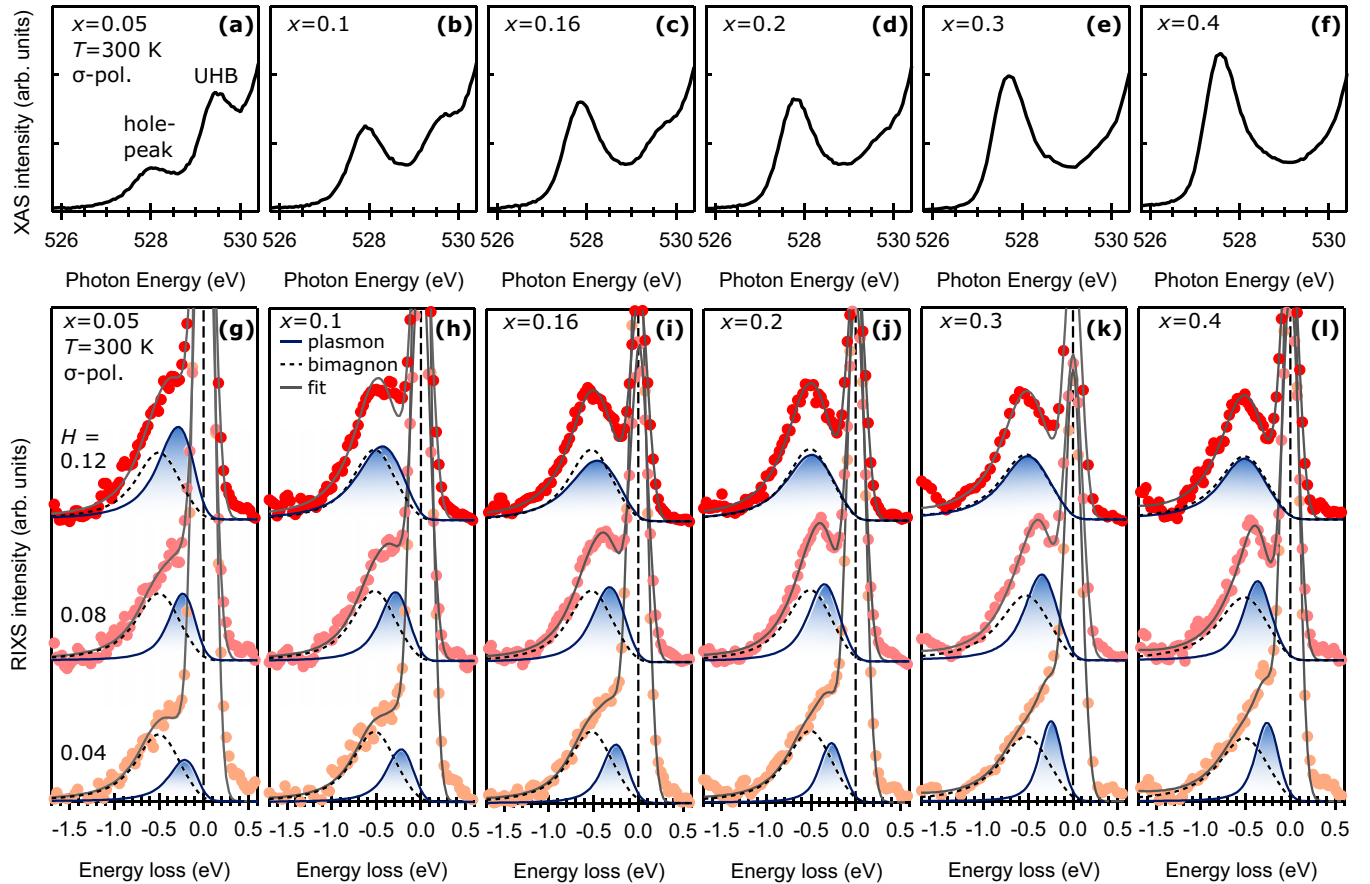 XAS intensity (arb. units)
x=0.05
T=300 K
σ-pol.
(a)
UHB
hole-
peak
x=0.1
(b)
x=0.16
(c)
x=0.2
(d)
x=0.3
(e)
x=0.4
(f)
526 528 530
526 528 530
526 528 530
526 528 530
526 528 530
526 528 530
Photon Energy (eV)
Photon Energy (eV)
Photon Energy (eV)
Photon Energy (eV)
Photon Energy (eV)
Photon Energy (eV)
RIXS intensity (arb. units)
x=0.05
T=300 K
σ-pol.
(g)
H =
0.12
0.08
0.04
x=0.1
(h)
plasmon
bimagnon
fit
x=0.16
(i)
x=0.2
(j)
x=0.3
(k)
x=0.4
(l)
-1.5 -1.0 -0.5 0.0 0.5
-1.5 -1.0 -0.5 0.0 0.5
-1.5 -1.0 -0.5 0.0 0.5
-1.5 -1.0 -0.5 0.0 0.5
-1.5 -1.0 -0.5 0.0 0.5
-1.5 -1.0 -0.5 0.0 0.5
Energy loss (eV)
Energy loss (eV)
Energy loss (eV)
Energy loss (eV)
Energy loss (eV)
Energy loss (eV)